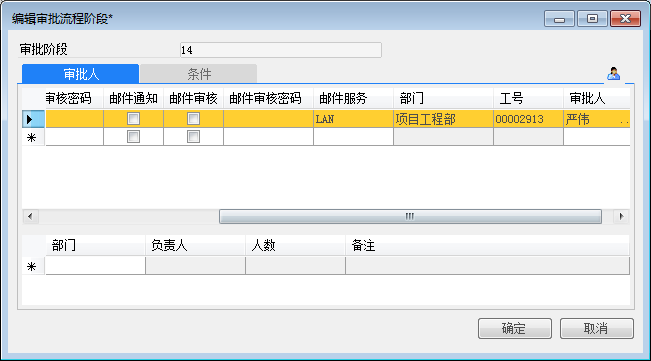 编辑审批流程阶段*
审批阶段 14
审批人 条件
审核密码 邮件通知 邮件审核 邮件审核密码 邮件服务 部门 工号 审批人
LAN 项目工程部 00002913 严伟 ..
部门 负责人 人数 备注
确定 取消